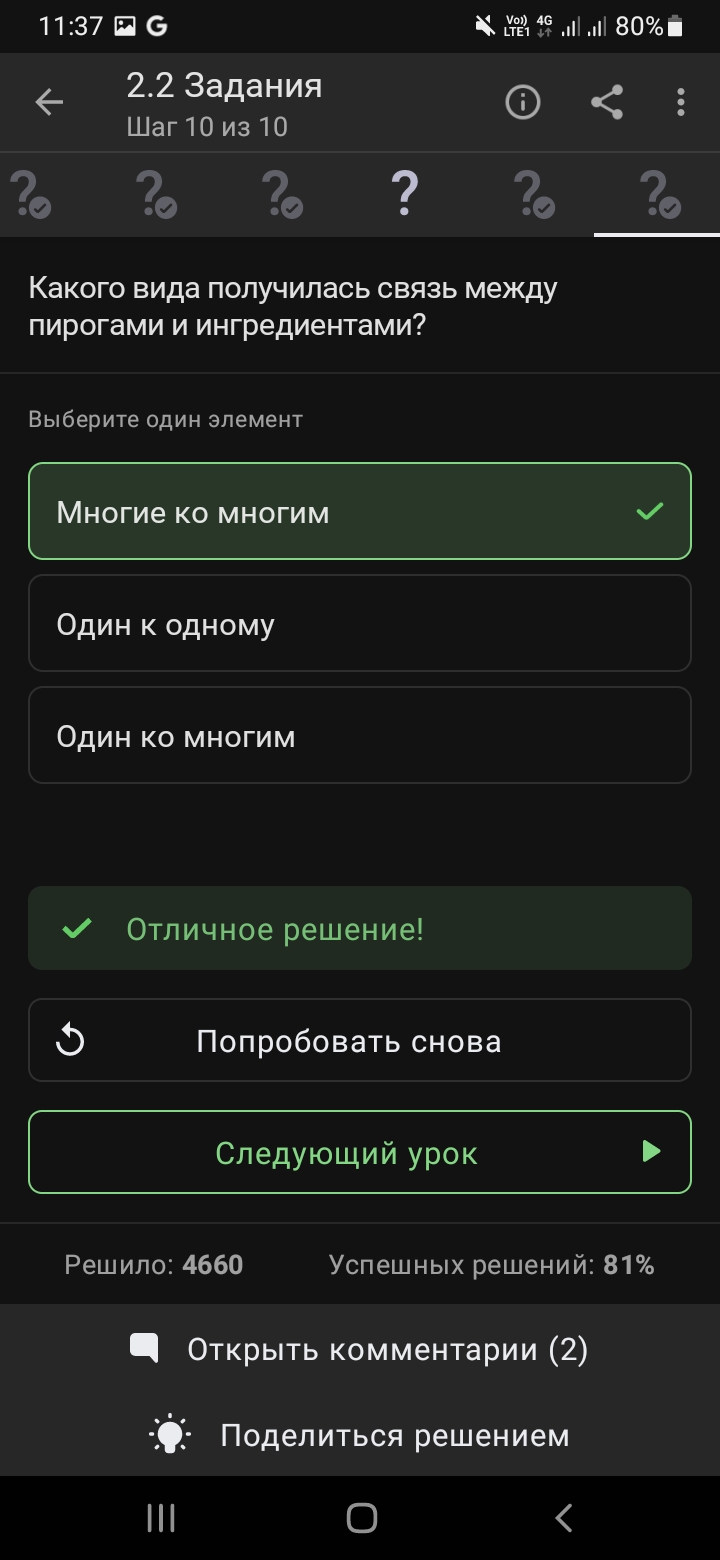 11:37 G Vo)) LTE1 4G 80%
2.2 Задания
Шаг 10 из 10
? ? ? ? ? ?
Какого вида получилась связь между
пирогами и ингредиентами?
Выберите один элемент
Многие ко многим
Один к одному
Один ко многим
Отличное решение!
Попробовать снова
Следующий урок
Решило: 4660 Успешных решений: 81%
Открыть комментарии (2)
Поделиться решением